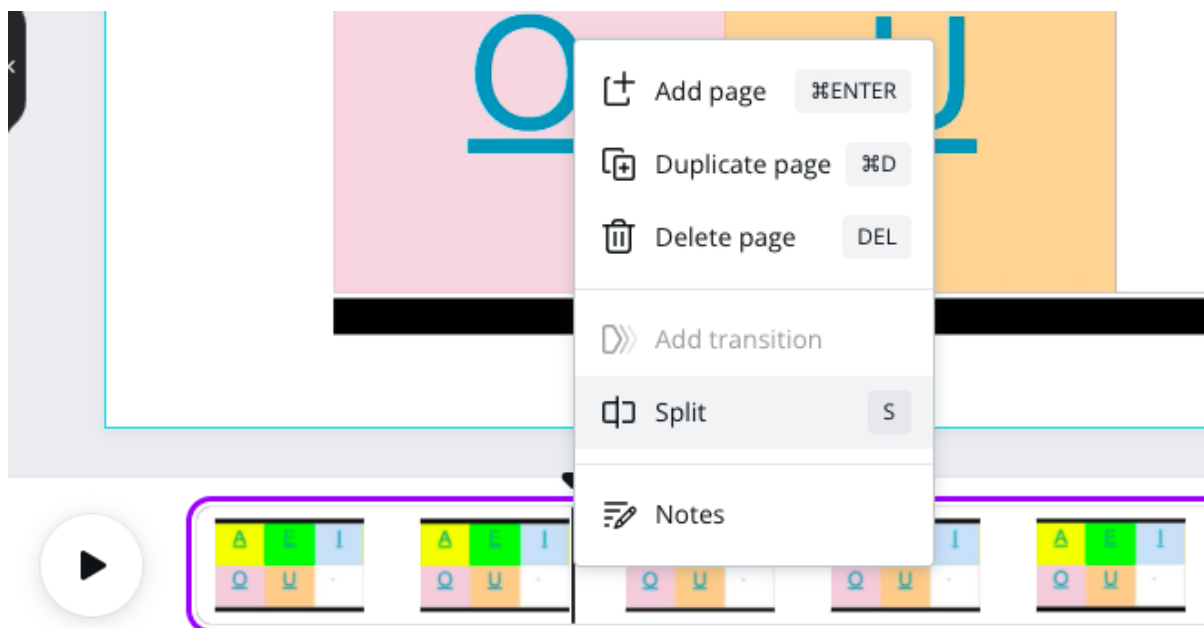 O U
Add page ⌘ENTER
Duplicate page ⌘D
Delete page DEL
Add transition
Split S
Notes
A E I A E I I A E I
O U O U O U O U O U